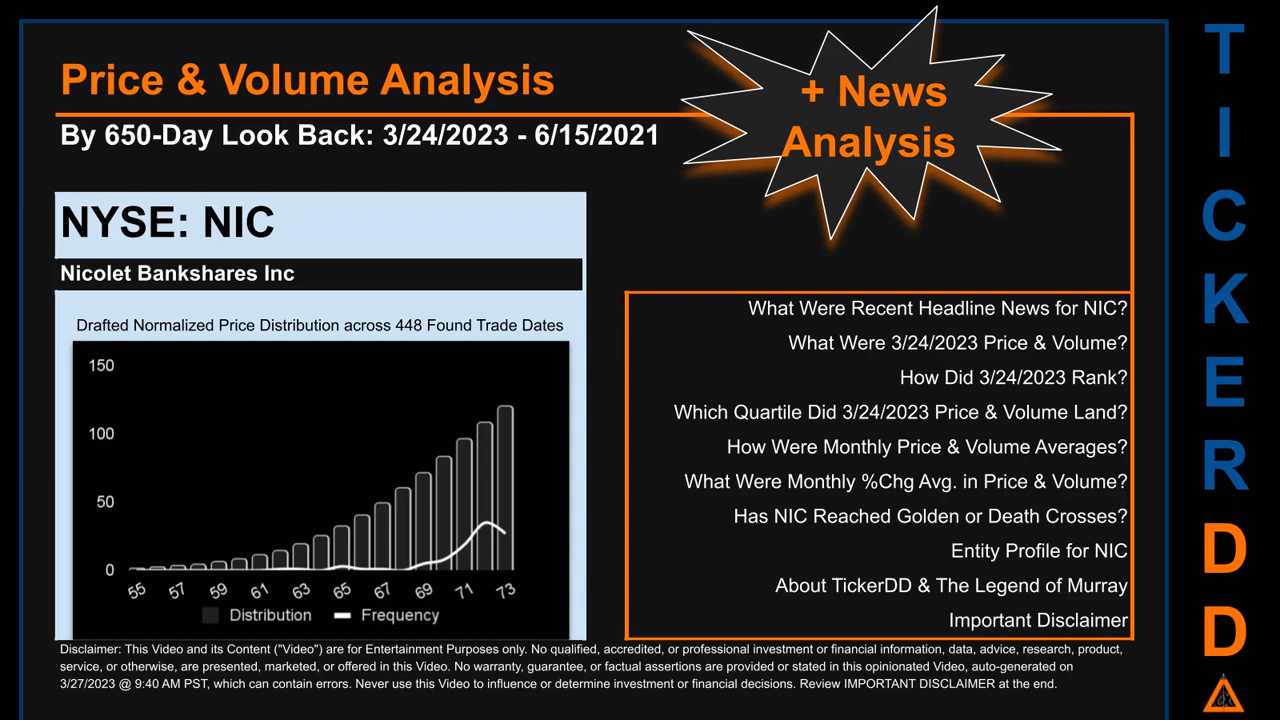 Price & Volume Analysis
+ News
Analysis
By 650-Day Look Back: 3/24/2023 - 6/15/2021
NYSE: NIC
Nicolet Bankshares Inc
Drafted Normalized Price Distribution across 448 Found Trade Dates
150
100
50
0
55 57 59 61 63 65 67 69 71 73
Distribution Frequency
What Were Recent Headline News for NIC?
What Were 3/24/2023 Price & Volume?
How Did 3/24/2023 Rank?
Which Quartile Did 3/24/2023 Price & Volume Land?
How Were Monthly Price & Volume Averages?
What Were Monthly %Chg Avg. in Price & Volume?
Has NIC Reached Golden or Death Crosses?
Entity Profile for NIC
About TickerDD & The Legend of Murray
Important Disclaimer
Disclaimer: This Video and its Content ("Video") are for Entertainment Purposes only. No qualified, accredited, or professional investment or financial information, data, advice, research, product,
service, or otherwise, are presented, marketed, or offered in this Video. No warranty, guarantee, or factual assertions are provided or stated in this opinionated Video, auto-generated on
3/27/2023 @ 9:40 AM PST, which can contain errors. Never use this Video to influence or determine investment or financial decisions. Review IMPORTANT DISCLAIMER at the end.
T
I
C
K
E
R
D
D